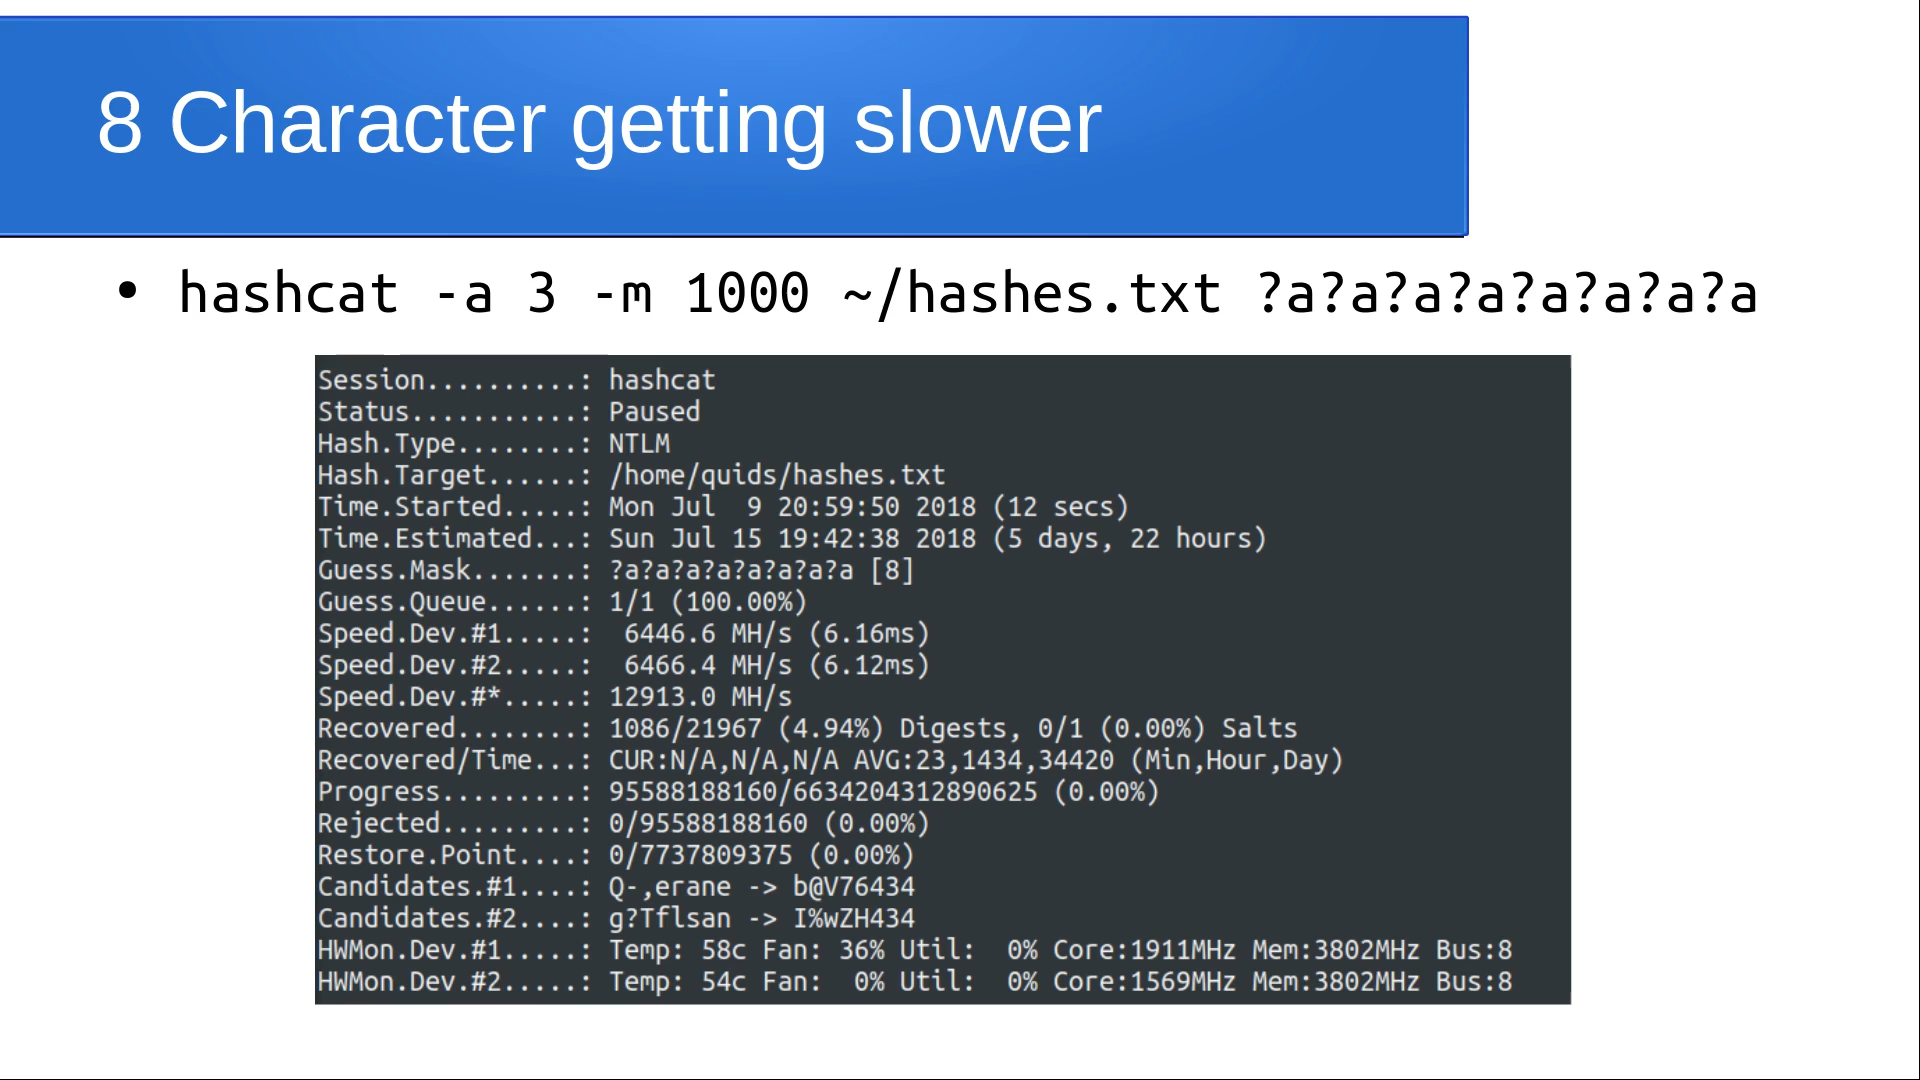 8 Character getting slower
• hashcat -a 3 -m 1000 ~/hashes.txt ?a?a?a?a?a?a?a?a
Session..........: hashcat
Status...........: Paused
Hash.Type........: NTLM
Hash.Target......: /home/quids/hashes.txt
Time.Started.....: Mon Jul  9 20:59:50 2018 (12 secs)
Time.Estimated...: Sun Jul 15 19:42:38 2018 (5 days, 22 hours)
Guess.Mask.......: ?a?a?a?a?a?a?a?a [8]
Guess.Queue......: 1/1 (100.00%)
Speed.Dev.#1.....:  6446.6 MH/s (6.16ms)
Speed.Dev.#2.....:  6466.4 MH/s (6.12ms)
Speed.Dev.#*.....: 12913.0 MH/s
Recovered........: 1086/21967 (4.94%) Digests, 0/1 (0.00%) Salts
Recovered/Time...: CUR:N/A,N/A,N/A AVG:23,1434,34420 (Min,Hour,Day)
Progress.........: 95588188160/6634204312890625 (0.00%)
Rejected.........: 0/95588188160 (0.00%)
Restore.Point....: 0/7737809375 (0.00%)
Candidates.#1....: Q-,erane -> b@V76434
Candidates.#2....: g?Tflsan -> I%wZH434
HWMon.Dev.#1.....: Temp: 58c Fan: 36% Util:  0% Core:1911MHz Mem:3802MHz Bus:8
HWMon.Dev.#2.....: Temp: 54c Fan:  0% Util:  0% Core:1569MHz Mem:3802MHz Bus:8